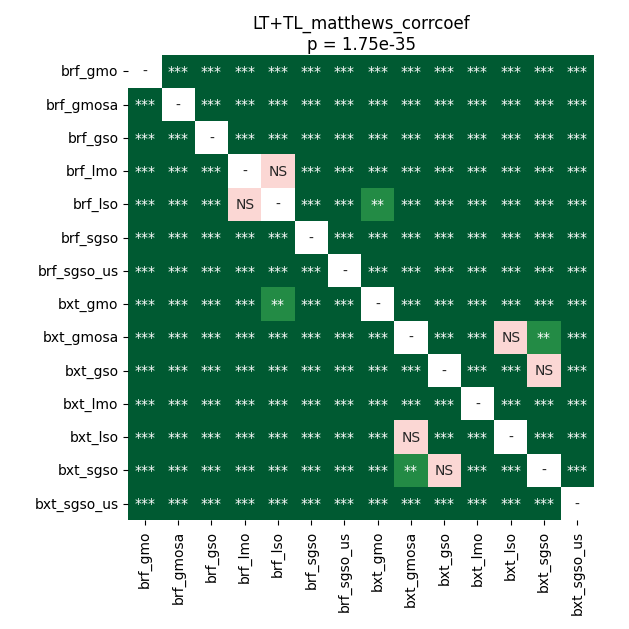 LT+TL_matthews_corrcoef
p = 1.75e-35
brf_gmo - *** *** *** *** *** *** *** *** *** *** *** *** ***
brf_gmosa *** - *** *** *** *** *** *** *** *** *** *** *** ***
brf_gso *** *** - *** *** *** *** *** *** *** *** *** *** ***
brf_lmo *** *** *** - NS *** *** *** *** *** *** *** *** ***
brf_lso *** *** *** NS - *** *** ** *** *** *** *** *** ***
brf_sgso *** *** *** *** *** - *** *** *** *** *** *** *** ***
brf_sgso_us *** *** *** *** *** *** - *** *** *** *** *** *** ***
bxt_gmo *** *** *** *** ** *** *** - *** *** *** *** *** ***
bxt_gmosa *** *** *** *** *** *** *** *** - *** *** NS ** ***
bxt_gso *** *** *** *** *** *** *** *** *** - *** *** NS ***
bxt_lmo *** *** *** *** *** *** *** *** *** *** - *** *** ***
bxt_lso *** *** *** *** *** *** *** *** NS *** *** - *** ***
bxt_sgso *** *** *** *** *** *** *** *** ** NS *** *** - ***
bxt_sgso_us *** *** *** *** *** *** *** *** *** *** *** *** *** -
brf_gmo brf_gmosa brf_gso brf_lmo brf_lso brf_sgso brf_sgso_us bxt_gmo bxt_gmosa bxt_gso bxt_lmo bxt_lso bxt_sgso bxt_sgso_us